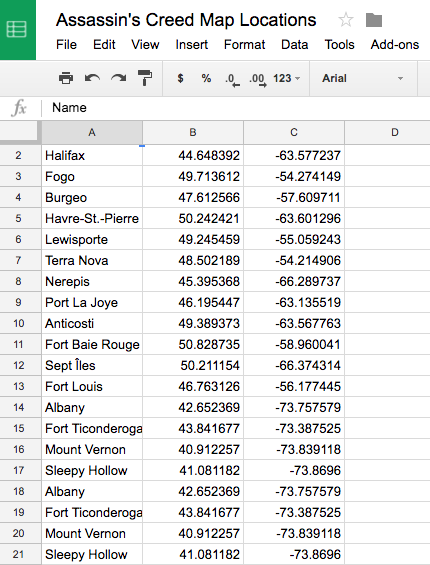 Assassin's Creed Map Locations
File Edit View Insert Format Data Tools Add-ons
$ % .0 .00 123 Arial
fx Name
A B C D
2 Halifax 44.648392 -63.577237
3 Fogo 49.713612 -54.274149
4 Burgeo 47.612566 -57.609711
5 Havre-St.-Pierre 50.242421 -63.601296
6 Lewisporte 49.245459 -55.059243
7 Terra Nova 48.502189 -54.214906
8 Nerepis 45.395368 -66.289737
9 Port La Joye 46.195447 -63.135519
10 Anticosti 49.389373 -63.567763
11 Fort Baie Rouge 50.828735 -58.960041
12 Sept Îles 50.211154 -66.374314
13 Fort Louis 46.763126 -56.177445
14 Albany 42.652369 -73.757579
15 Fort Ticonderoga 43.841677 -73.387525
16 Mount Vernon 40.912257 -73.839118
17 Sleepy Hollow 41.081182 -73.8696
18 Albany 42.652369 -73.757579
19 Fort Ticonderoga 43.841677 -73.387525
20 Mount Vernon 40.912257 -73.839118
21 Sleepy Hollow 41.081182 -73.8696